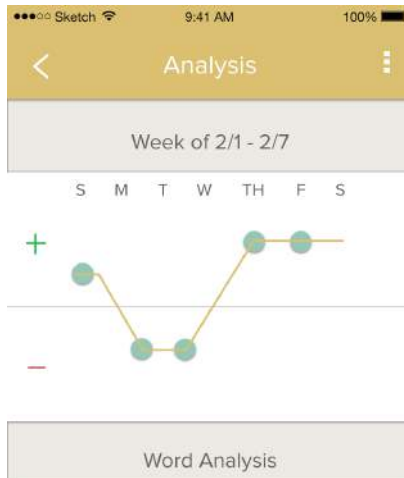 Sketch 9:41 AM 100%
Analysis
Week of 2/1 - 2/7
S M T W TH F S
+
−
Word Analysis